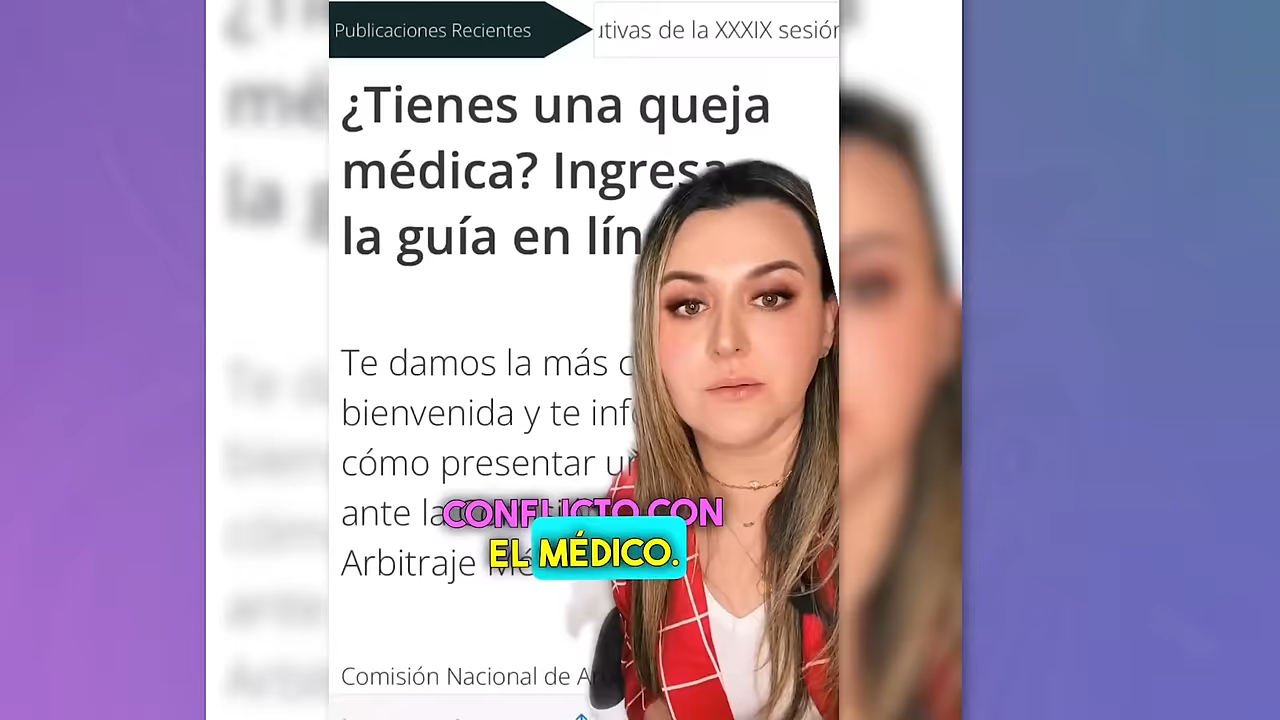 Publicaciones Recientes
utivas de la XXXIX sesión
¿Tienes una queja
médica? Ingresa
la guía en lín
Te damos la más c
bienvenida y te inf
cómo presentar un
ante la
CONFLICTO CON
EL MÉDICO.
Arbitraje Mé
Comisión Nacional de A